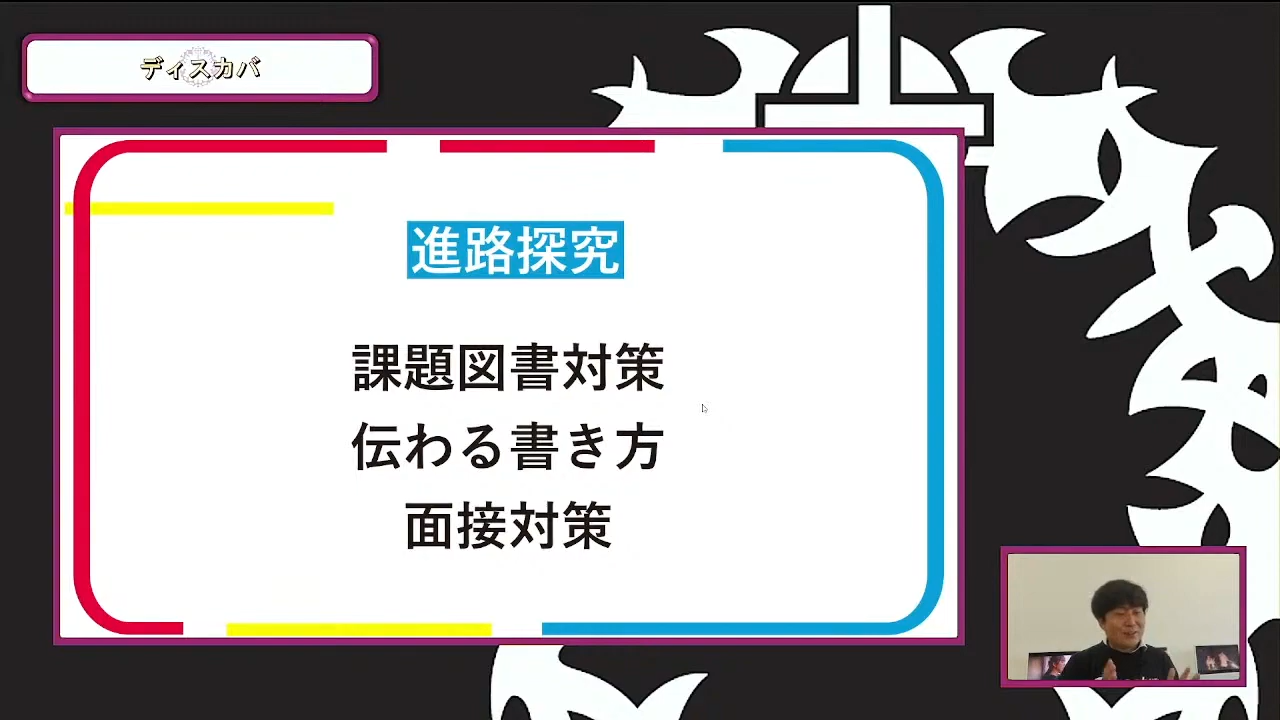 ディスカバ
進路探究
課題図書対策
伝わる書き方
面接対策